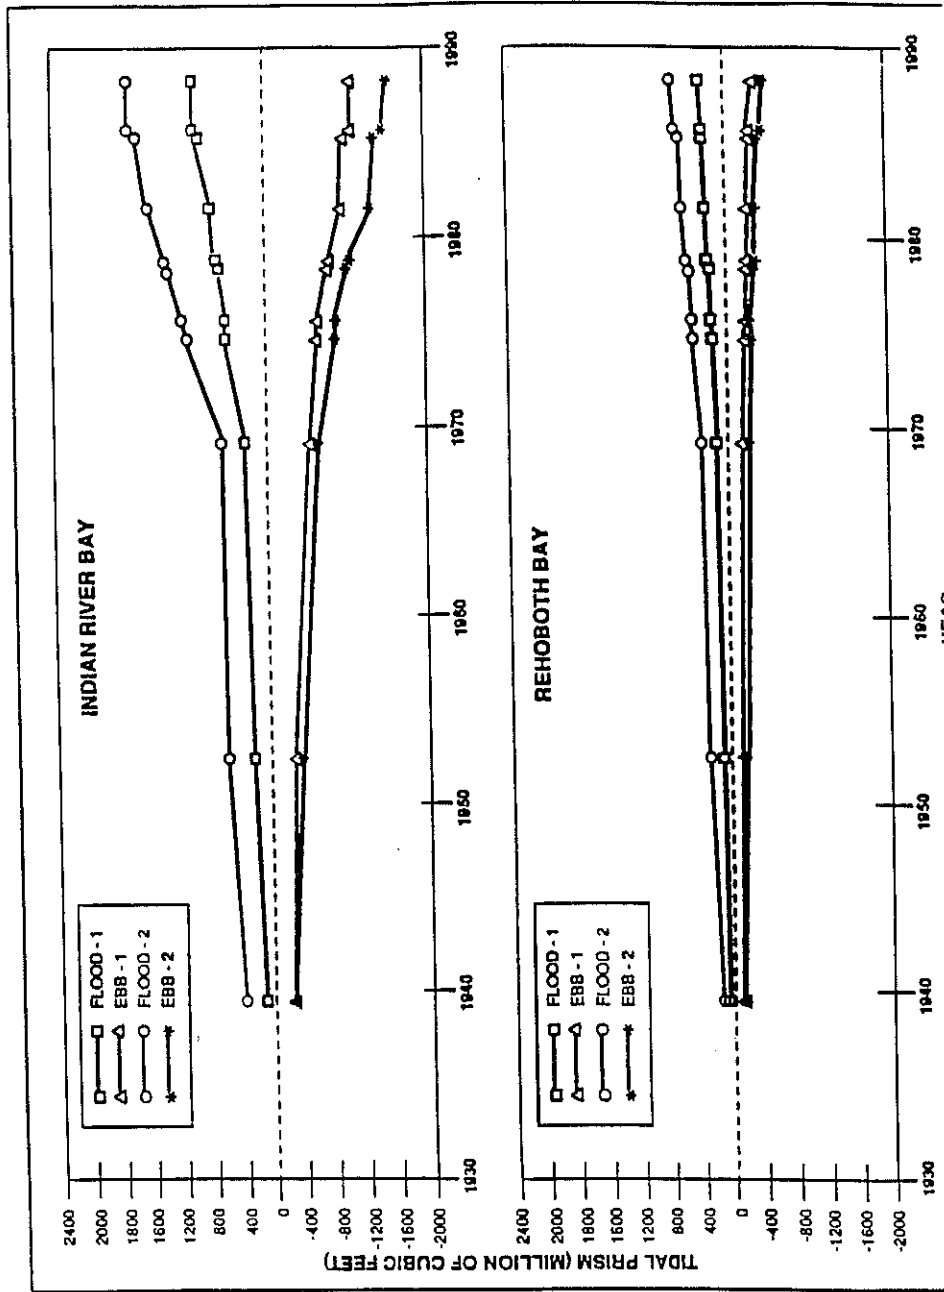 INDIAN RIVER BAY
FLOOD - 1
EBB - 1
FLOOD - 2
EBB - 2
2400
2000
1600
1200
800
400
0
-400
-800
-1200
-1600
-2000
1930 1940 1950 1960 1970 1980 1990
TIDAL PRISM (MILLION OF CUBIC FEET)
REHOBOTH BAY
FLOOD - 1
EBB - 1
FLOOD - 2
EBB - 2
2400
2000
1600
1200
800
400
0
-400
-800
-1200
-1600
-2000
1930 1940 1950 1960 1970 1980 1990